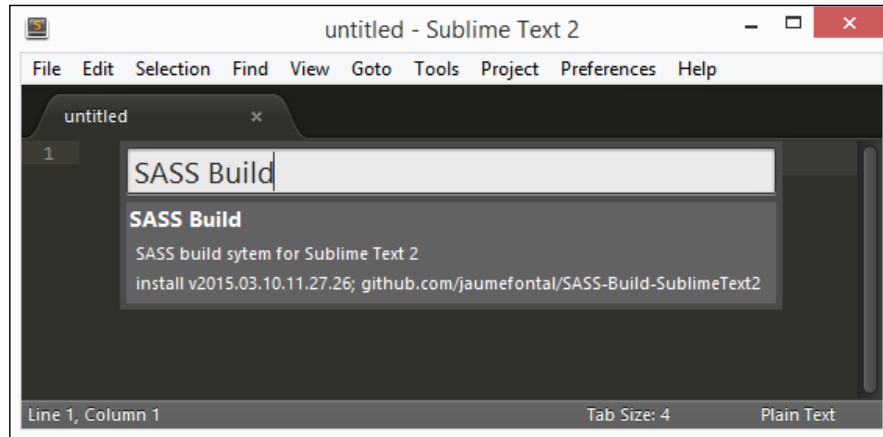 untitled - Sublime Text 2
File Edit Selection Find View Goto Tools Project Preferences Help
untitled
1
SASS Build
SASS Build
SASS build sytem for Sublime Text 2
install v2015.03.10.11.27.26; github.com/jaumefontal/SASS-Build-SublimeText2
Line 1, Column 1 Tab Size: 4 Plain Text